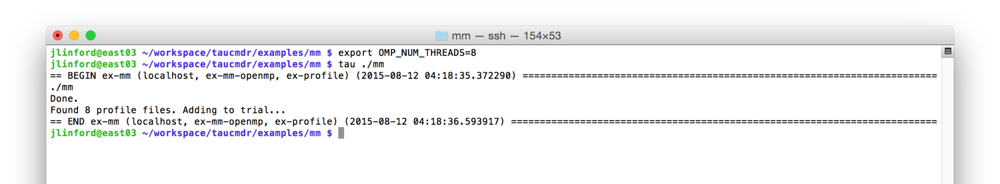 mm — ssh — 154×53
jlinford@east03 ~/workspace/taucmdr/examples/mm $ export OMP_NUM_THREADS=8
jlinford@east03 ~/workspace/taucmdr/examples/mm $ tau ./mm
== BEGIN ex-mm (localhost, ex-mm-openmp, ex-profile) (2015-08-12 04:18:35.372290) ========================================================================
./mm
Done.
Found 8 profile files. Adding to trial...
== END ex-mm (localhost, ex-mm-openmp, ex-profile) (2015-08-12 04:18:36.593917) ==========================================================================
jlinford@east03 ~/workspace/taucmdr/examples/mm $